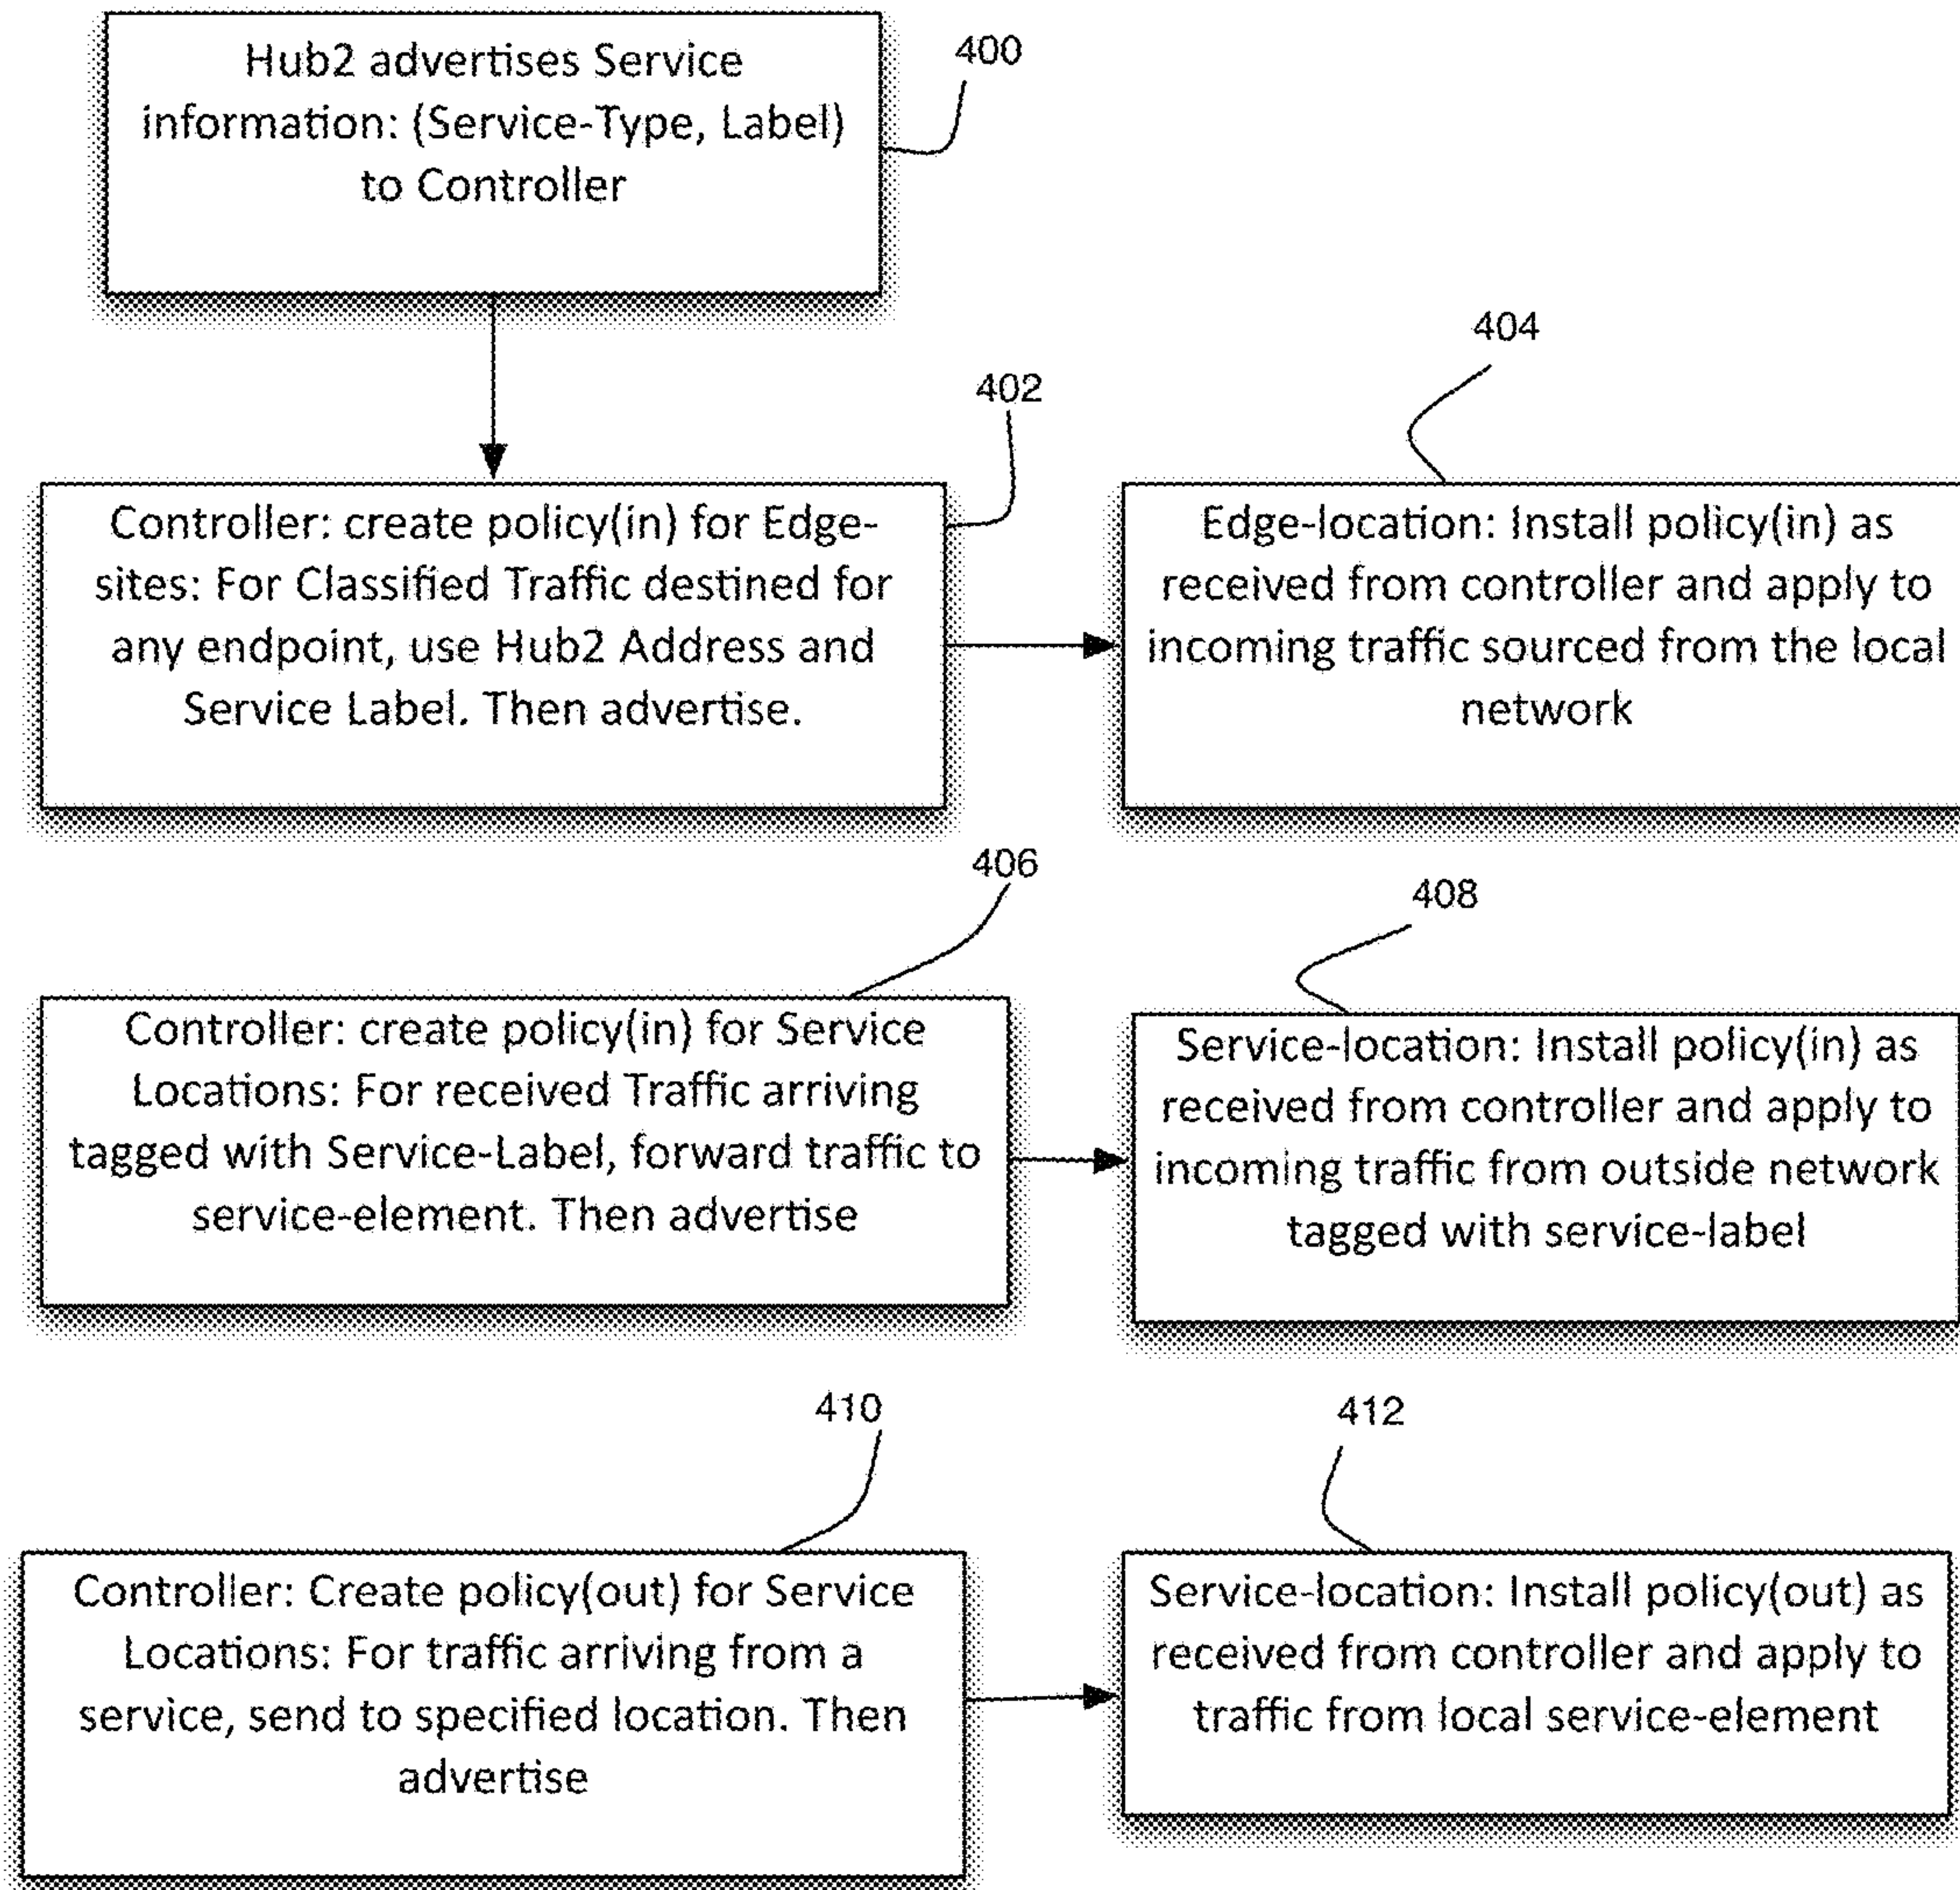 Hub2 advertises Service
information: (Service-Type, Label)
to Controller
400
402
Controller: create policy(in) for Edge-
sites: For Classified Traffic destined for
any endpoint, use Hub2 Address and
Service Label. Then advertise.
404
Edge-location: Install policy(in) as
received from controller and apply to
incoming traffic sourced from the local
network
406
Controller: create policy(in) for Service
Locations: For received Traffic arriving
tagged with Service-Label, forward traffic to
service-element. Then advertise
408
Service-location: Install policy(in) as
received from controller and apply to
incoming traffic from outside network
tagged with service-label
410
Controller: Create policy(out) for Service
Locations: For traffic arriving from a
service, send to specified location. Then
advertise
412
Service-location: Install policy(out) as
received from controller and apply to
traffic from local service-element